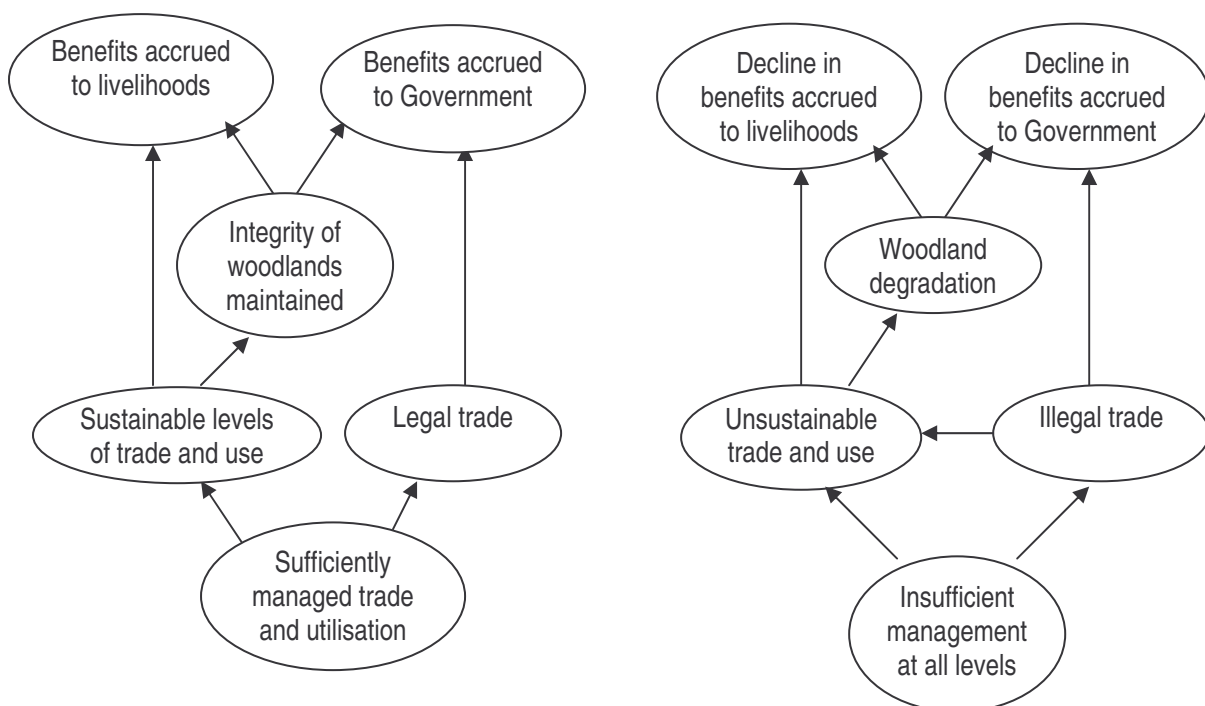 Benefits accrued
to livelihoods
Benefits accrued
to Government
Integrity of
woodlands
maintained
Sustainable levels
of trade and use
Legal trade
Sufficiently
managed trade
and utilisation
Decline in
benefits accrued
to livelihoods
Decline in
benefits accrued
to Government
Woodland
degradation
Unsustainable
trade and use
Illegal trade
Insufficient
management
at all levels